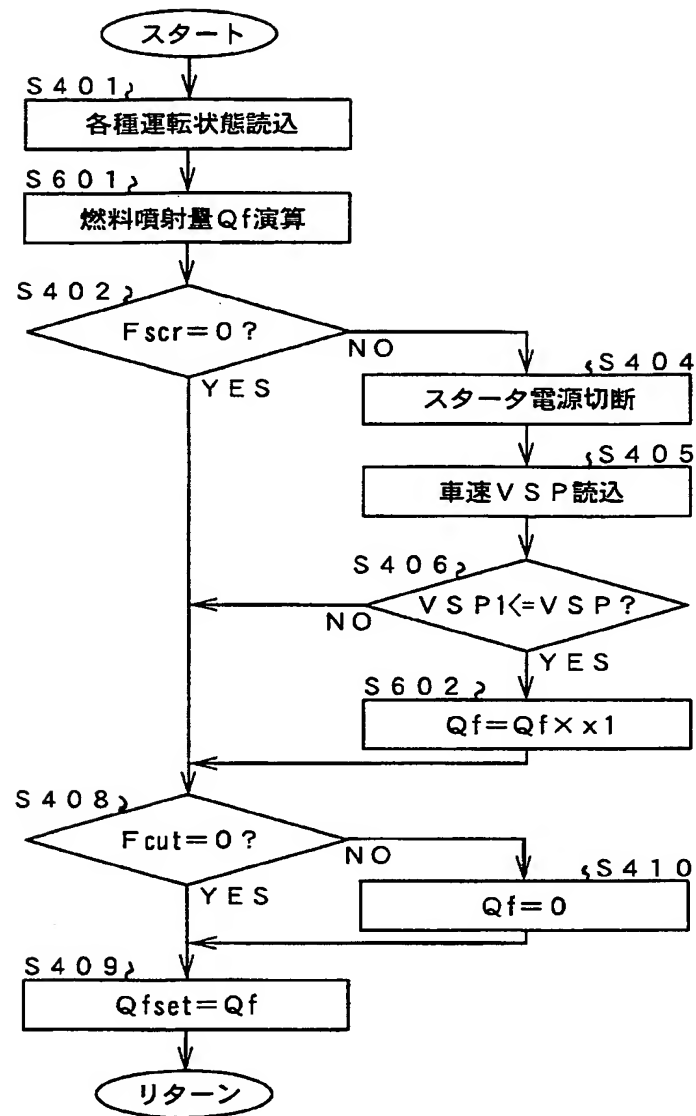 スタート
S401
各種運転状態読込
S601
燃料噴射量Qf演算
S402
Fscr=0?
NO
YES
S404
スタータ電源切断
S405
車速VSP読込
S406
VSP1<=VSP?
NO
YES
S602
Qf=Qf×x1
S408
Fcut=0?
NO
YES
S410
Qf=0
S409
Qfset=Qf
リターン